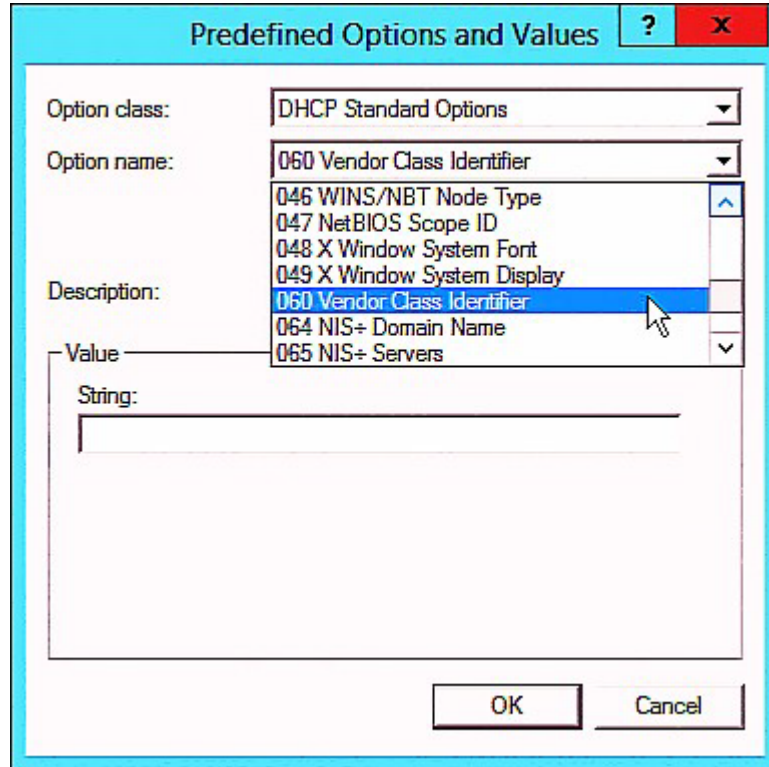 Predefined Options and Values ? x
Option class: DHCP Standard Options
Option name: 060 Vendor Class Identifier
046 WINS/NBT Node Type
047 NetBIOS Scope ID
048 X Window System Font
049 X Window System Display
Description: 060 Vendor Class Identifier
064 NIS+ Domain Name
Value 065 NIS+ Servers
String:
OK Cancel